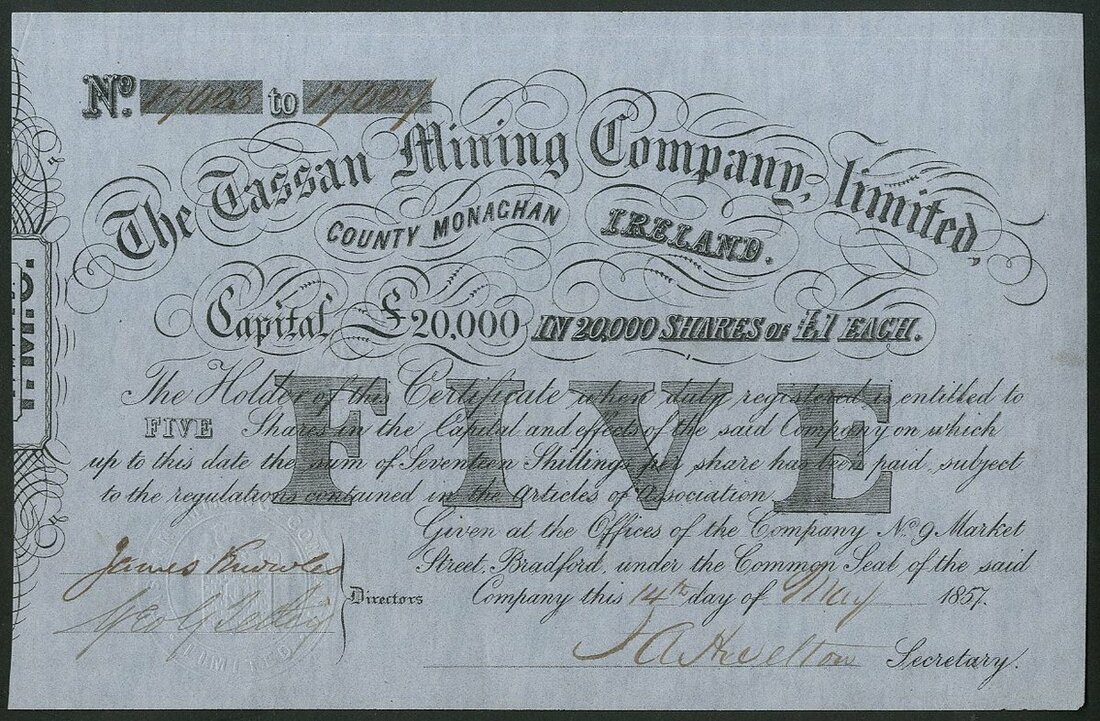 No. 17023 to 17027
The Tassan Mining Company, limited,
COUNTY MONAGHAN IRELAND.
Capital £20,000 IN 20,000 SHARES OF £1 EACH.
The Holder of this Certificate when duly registered is entitled to
FIVE Shares in the Capital and effects of the said Company on which
up to this date the sum of Seventeen Shillings per share has been paid, subject
to the regulations contained in the Articles of Association.
FIVE
Given at the Offices of the Company No. 9 Market
Street, Bradford, under the Common Seal of the said
Company this 14th day of May 1857.
James Knowles
Directors
Secretary.
LIMITED